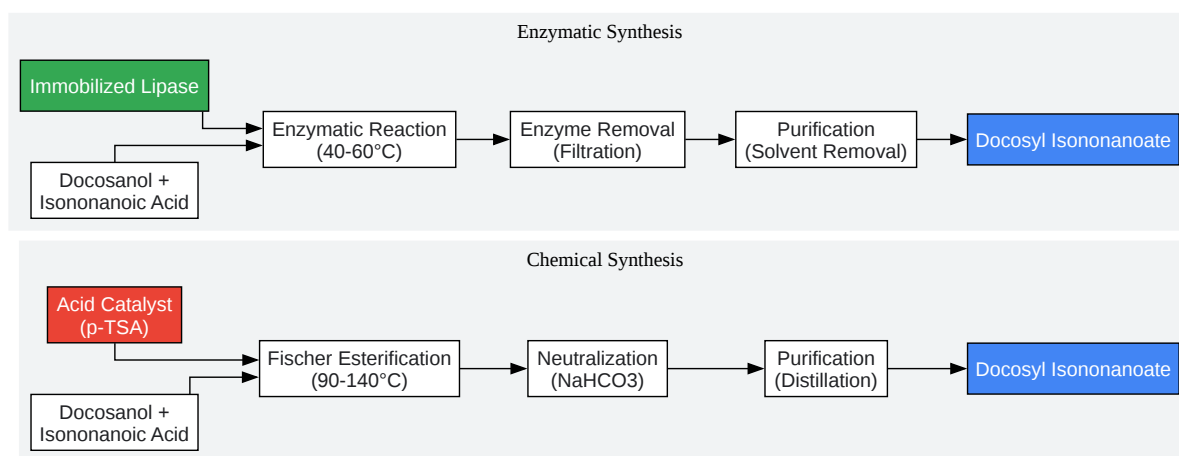 Enzymatic Synthesis
Immobilized Lipase
Docosanol +
Isononanoic Acid
Enzymatic Reaction
(40-60°C)
Enzyme Removal
(Filtration)
Purification
(Solvent Removal)
Docosyl Isononanoate
Chemical Synthesis
Acid Catalyst
(p-TSA)
Docosanol +
Isononanoic Acid
Fischer Esterification
(90-140°C)
Neutralization
(NaHCO3)
Purification
(Distillation)
Docosyl Isononanoate